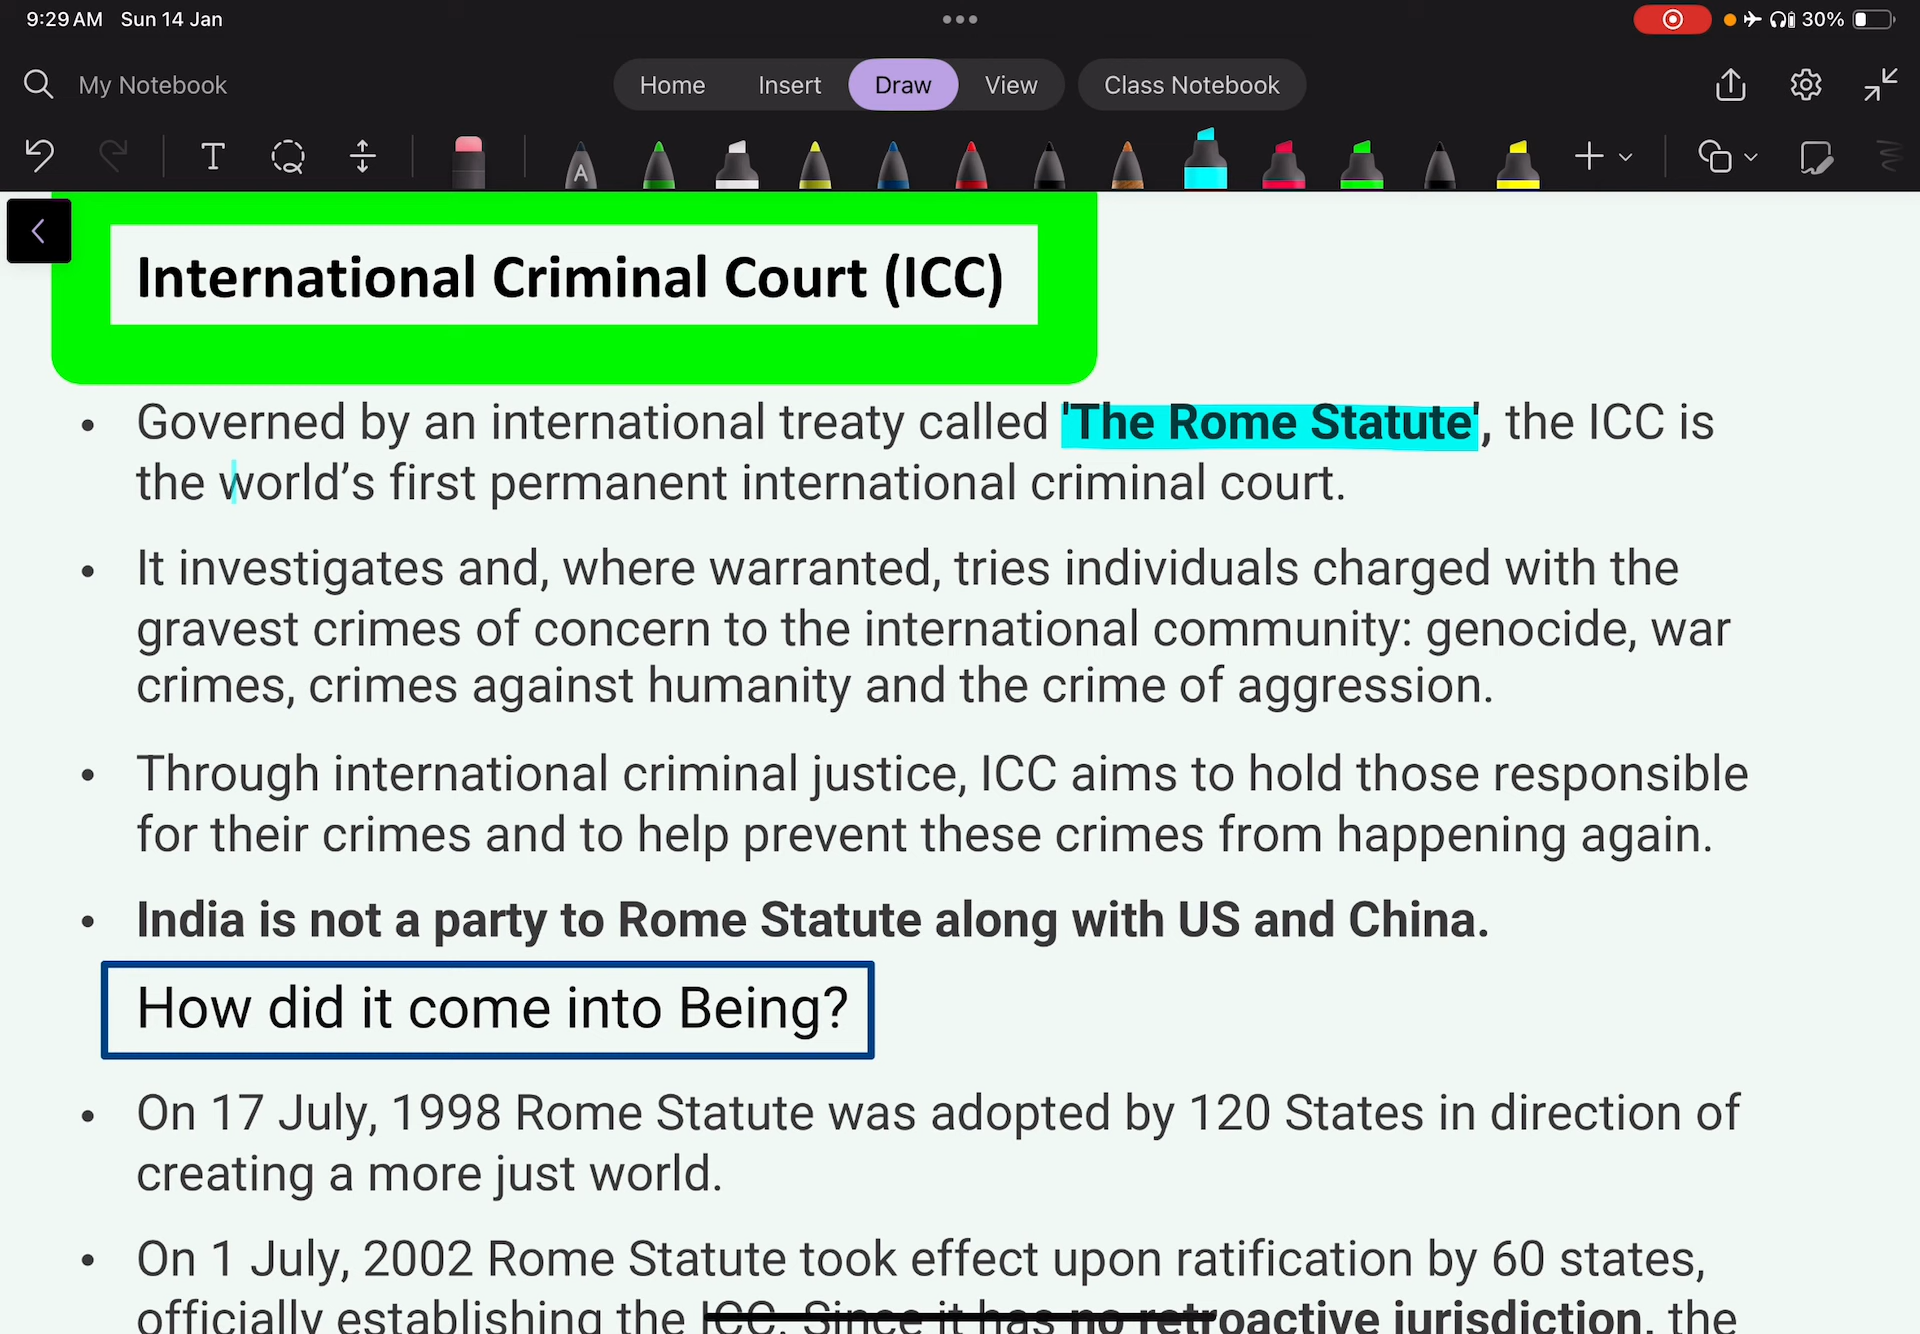 9:29 AM Sun 14 Jan
30%
My Notebook
Home Insert Draw View Class Notebook
T
A
International Criminal Court (ICC)
• Governed by an international treaty called 'The Rome Statute', the ICC is
the world’s first permanent international criminal court.
• It investigates and, where warranted, tries individuals charged with the
gravest crimes of concern to the international community: genocide, war
crimes, crimes against humanity and the crime of aggression.
• Through international criminal justice, ICC aims to hold those responsible
for their crimes and to help prevent these crimes from happening again.
• India is not a party to Rome Statute along with US and China.
How did it come into Being?
• On 17 July, 1998 Rome Statute was adopted by 120 States in direction of
creating a more just world.
• On 1 July, 2002 Rome Statute took effect upon ratification by 60 states,
officially establishing the ICC. Since it has no retroactive jurisdiction, the